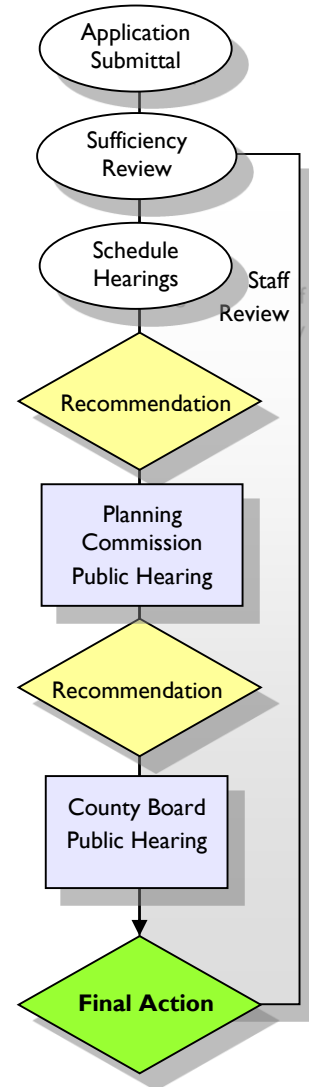 Application
Submittal
Sufficiency
Review
Schedule
Hearings
Staff
Review
Recommendation
Planning
Commission
Public Hearing
Recommendation
County Board
Public Hearing
Final Action